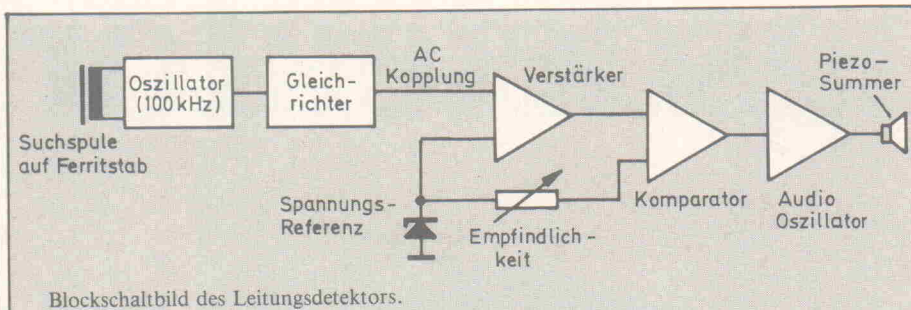 Suchspule
auf Ferritstab
Oszillator
(100 kHz)
Gleich-
richter
AC
Kopplung
Verstärker
Spannungs-
Referenz
Empfindlich-
keit
Komparator
Audio
Oszillator
Piezo-
Summer
Blockschaltbild des Leitungsdetektors.